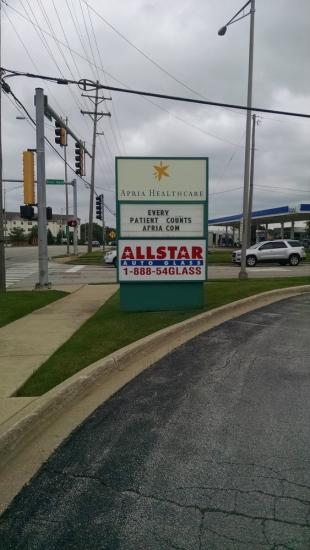 APRIA HEALTHCARE
EVERY
PATIENT COUNTS
APRIA COM
ALLSTAR
AUTO GLASS
1-888-54GLASS